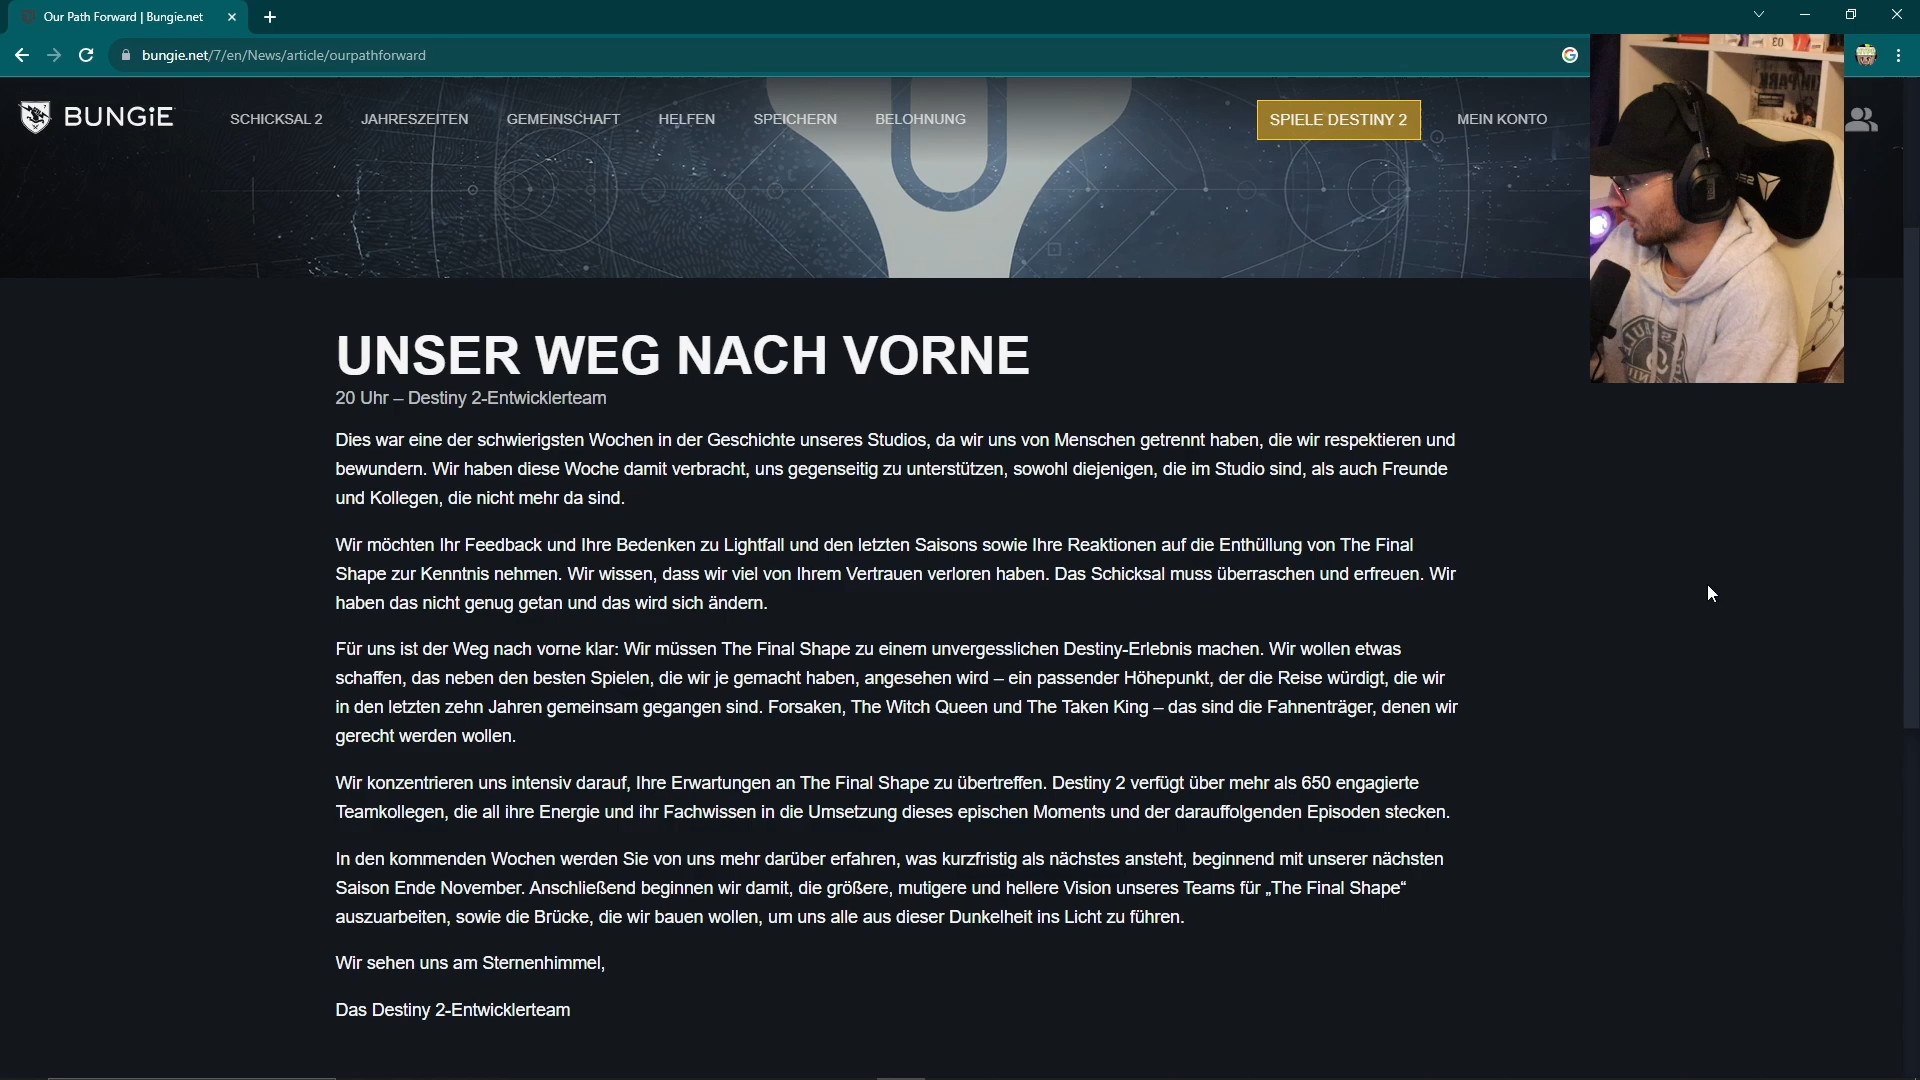 Our Path Forward | Bungie.net
bungie.net/7/en/News/article/ourpathforward
BUNGiE
SCHICKSAL 2
JAHRESZEITEN
GEMEINSCHAFT
HELFEN
SPEICHERN
BELOHNUNG
SPIELE DESTINY 2
MEIN KONTO
UNSER WEG NACH VORNE
20 Uhr – Destiny 2-Entwicklerteam
Dies war eine der schwierigsten Wochen in der Geschichte unseres Studios, da wir uns von Menschen getrennt haben, die wir respektieren und
bewundern. Wir haben diese Woche damit verbracht, uns gegenseitig zu unterstützen, sowohl diejenigen, die im Studio sind, als auch Freunde
und Kollegen, die nicht mehr da sind.
Wir möchten Ihr Feedback und Ihre Bedenken zu Lightfall und den letzten Saisons sowie Ihre Reaktionen auf die Enthüllung von The Final
Shape zur Kenntnis nehmen. Wir wissen, dass wir viel von Ihrem Vertrauen verloren haben. Das Schicksal muss überraschen und erfreuen. Wir
haben das nicht genug getan und das wird sich ändern.
Für uns ist der Weg nach vorne klar: Wir müssen The Final Shape zu einem unvergesslichen Destiny-Erlebnis machen. Wir wollen etwas
schaffen, das neben den besten Spielen, die wir je gemacht haben, angesehen wird – ein passender Höhepunkt, der die Reise würdigt, die wir
in den letzten zehn Jahren gemeinsam gegangen sind. Forsaken, The Witch Queen und The Taken King – das sind die Fahnenträger, denen wir
gerecht werden wollen.
Wir konzentrieren uns intensiv darauf, Ihre Erwartungen an The Final Shape zu übertreffen. Destiny 2 verfügt über mehr als 650 engagierte
Teamkollegen, die all ihre Energie und ihr Fachwissen in die Umsetzung dieses epischen Moments und der darauffolgenden Episoden stecken.
In den kommenden Wochen werden Sie von uns mehr darüber erfahren, was kurzfristig als nächstes ansteht, beginnend mit unserer nächsten
Saison Ende November. Anschließend beginnen wir damit, die größere, mutigere und hellere Vision unseres Teams für „The Final Shape“
auszuarbeiten, sowie die Brücke, die wir bauen wollen, um uns alle aus dieser Dunkelheit ins Licht zu führen.
Wir sehen uns am Sternenhimmel,
Das Destiny 2-Entwicklerteam